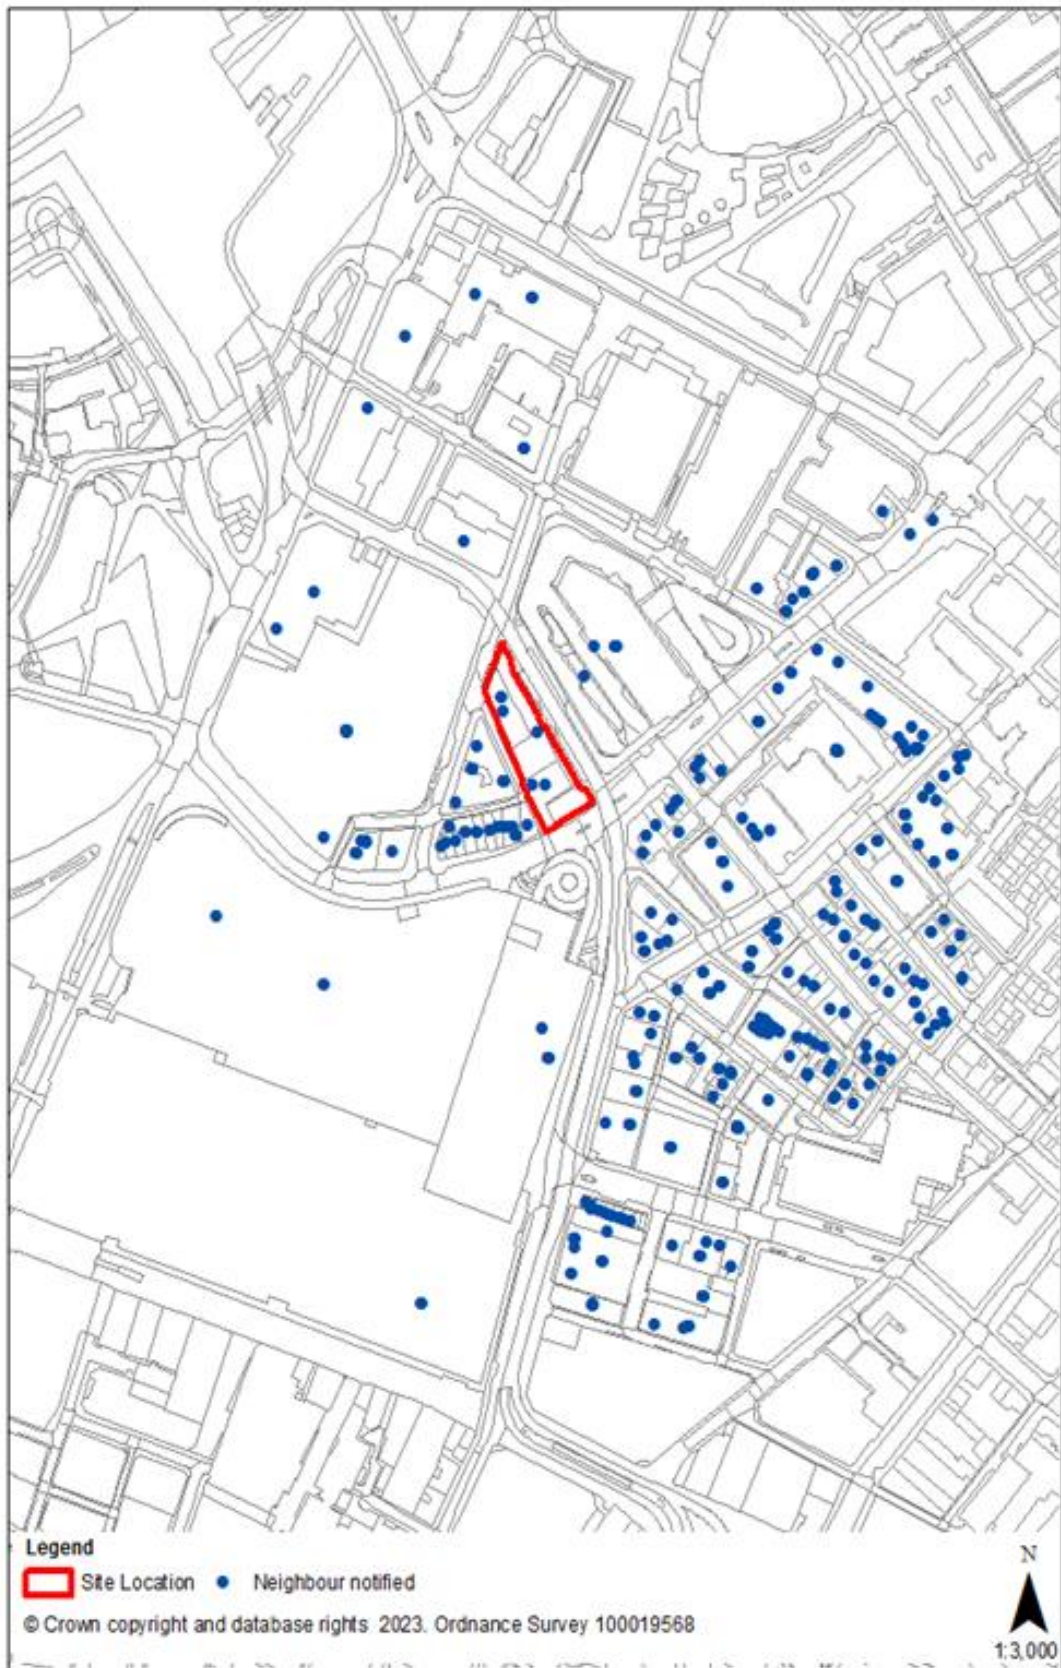 Legend
Site Location
Neighbour notified
© Crown copyright and database rights 2023. Ordnance Survey 100019568
N
1:3,000